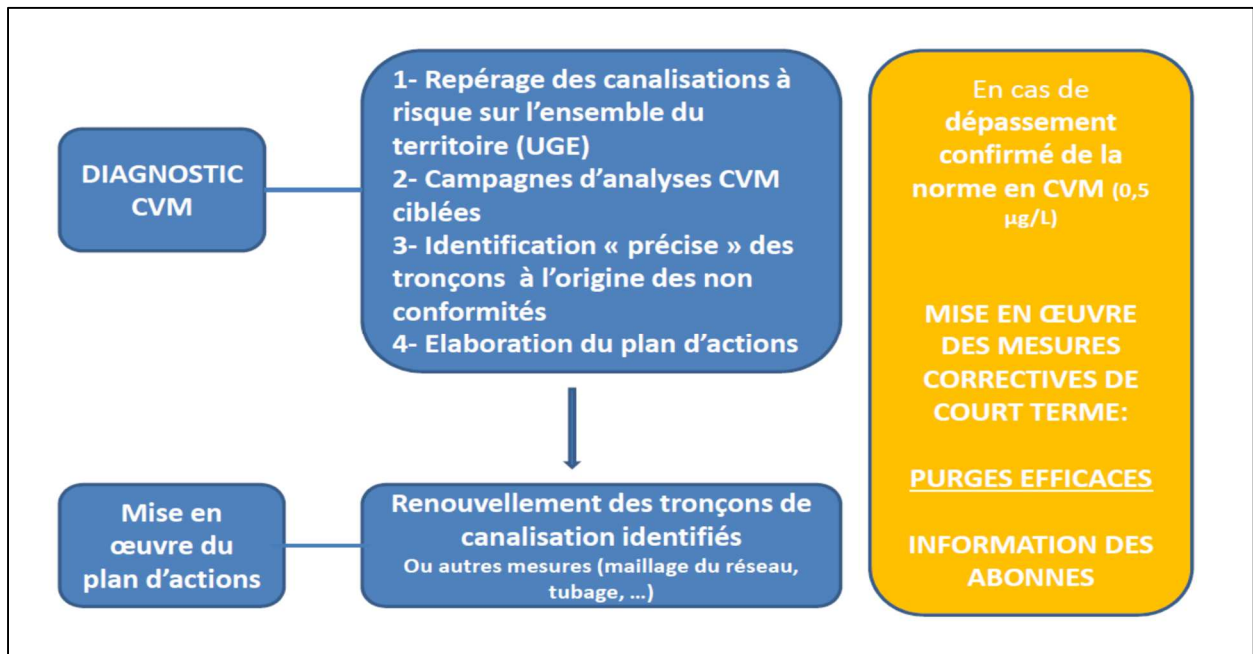 DIAGNOSTIC
CVM
1- Repérage des canalisations à
risque sur l’ensemble du
territoire (UGE)
2- Campagnes d’analyses CVM
ciblées
3- Identification « précise » des
tronçons à l’origine des non
conformités
4- Elaboration du plan d’actions
Mise en
œuvre du
plan d’actions
Renouvellement des tronçons de
canalisation identifiés
Ou autres mesures (maillage du réseau,
tubage, …)
En cas de
dépassement
confirmé de la
norme en CVM (0,5
µg/L)
MISE EN ŒUVRE
DES MESURES
CORRECTIVES DE
COURT TERME:
PURGES EFFICACES
INFORMATION DES
ABONNES